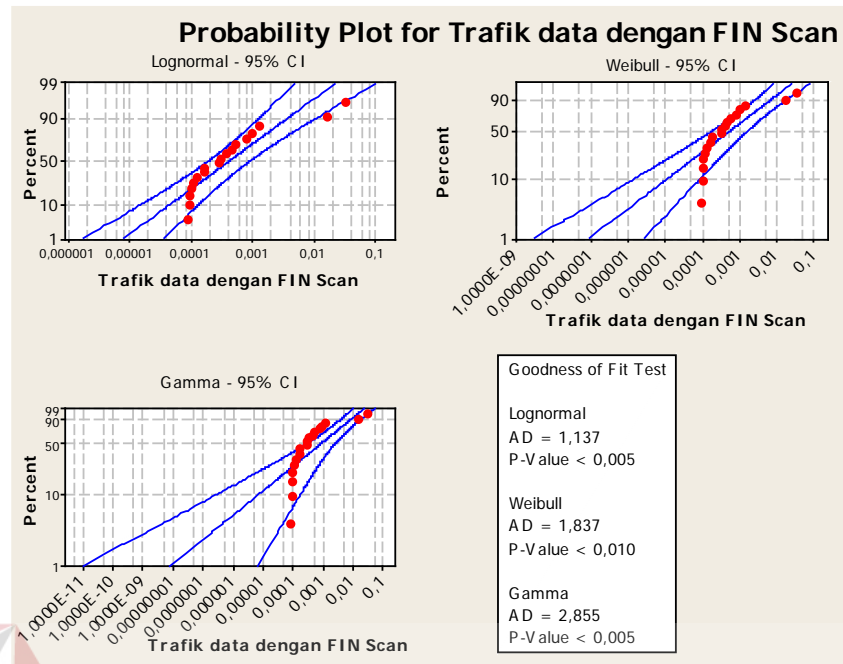 Probability Plot for Trafik data dengan FIN Scan
Lognormal - 95% CI
99
90
50
10
1
Percent
0,000001 0,00001 0,0001 0,001 0,01 0,1
Trafik data dengan FIN Scan
Weibull - 95% CI
90
50
10
1
Percent
1,0000E-09 0,00000001 0,0000001 0,000001 0,00001 0,0001 0,001 0,01 0,1
Trafik data dengan FIN Scan
Gamma - 95% CI
99
90
50
10
1
Percent
1,0000E-11 1,0000E-10 1,0000E-09 0,00000001 0,0000001 0,000001 0,00001 0,0001 0,001 0,01 0,1
Trafik data dengan FIN Scan
Goodness of Fit Test
Lognormal
AD = 1,137
P-Value < 0,005
Weibull
AD = 1,837
P-Value < 0,010
Gamma
AD = 2,855
P-Value < 0,005